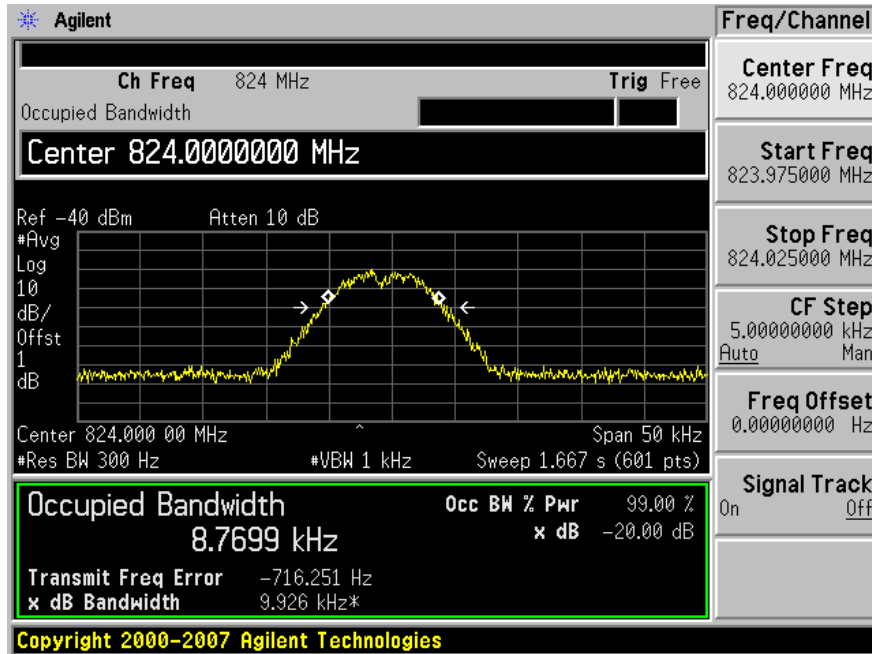 Agilent
Freq/Channel
Ch Freq 824 MHz Trig Free
Occupied Bandwidth
Center 824.0000000 MHz
Ref -40 dBm Atten 10 dB
#Avg
Log
10
dB/
Offst
1
dB
Center 824.000 00 MHz Span 50 kHz
#Res BW 300 Hz #VBW 1 kHz Sweep 1.667 s (601 pts)
Occupied Bandwidth Occ BW % Pwr 99.00 %
8.7699 kHz x dB -20.00 dB
Transmit Freq Error -716.251 Hz
x dB Bandwidth 9.926 kHz*
Copyright 2000-2007 Agilent Technologies
Center Freq
824.000000 MHz
Start Freq
823.975000 MHz
Stop Freq
824.025000 MHz
CF Step
5.00000000 kHz
Auto Man
Freq Offset
0.00000000 Hz
Signal Track
On Off